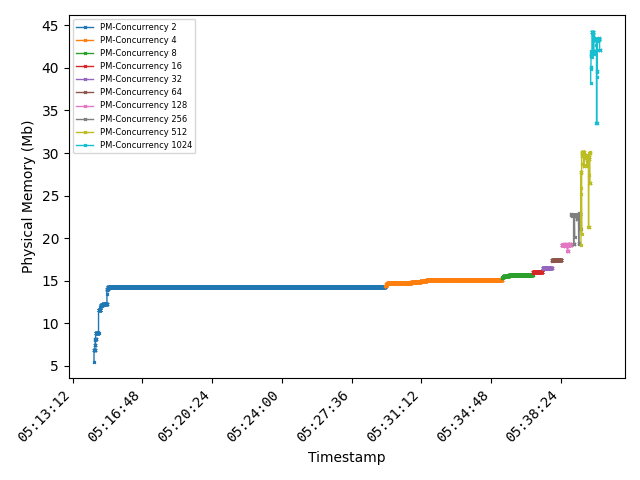 PM-Concurrency 2
PM-Concurrency 4
PM-Concurrency 8
PM-Concurrency 16
PM-Concurrency 32
PM-Concurrency 64
PM-Concurrency 128
PM-Concurrency 256
PM-Concurrency 512
PM-Concurrency 1024
Physical Memory (Mb)
45
40
35
30
25
20
15
10
5
05:13:12
05:16:48
05:20:24
05:24:00
05:27:36
05:31:12
05:34:48
05:38:24
Timestamp